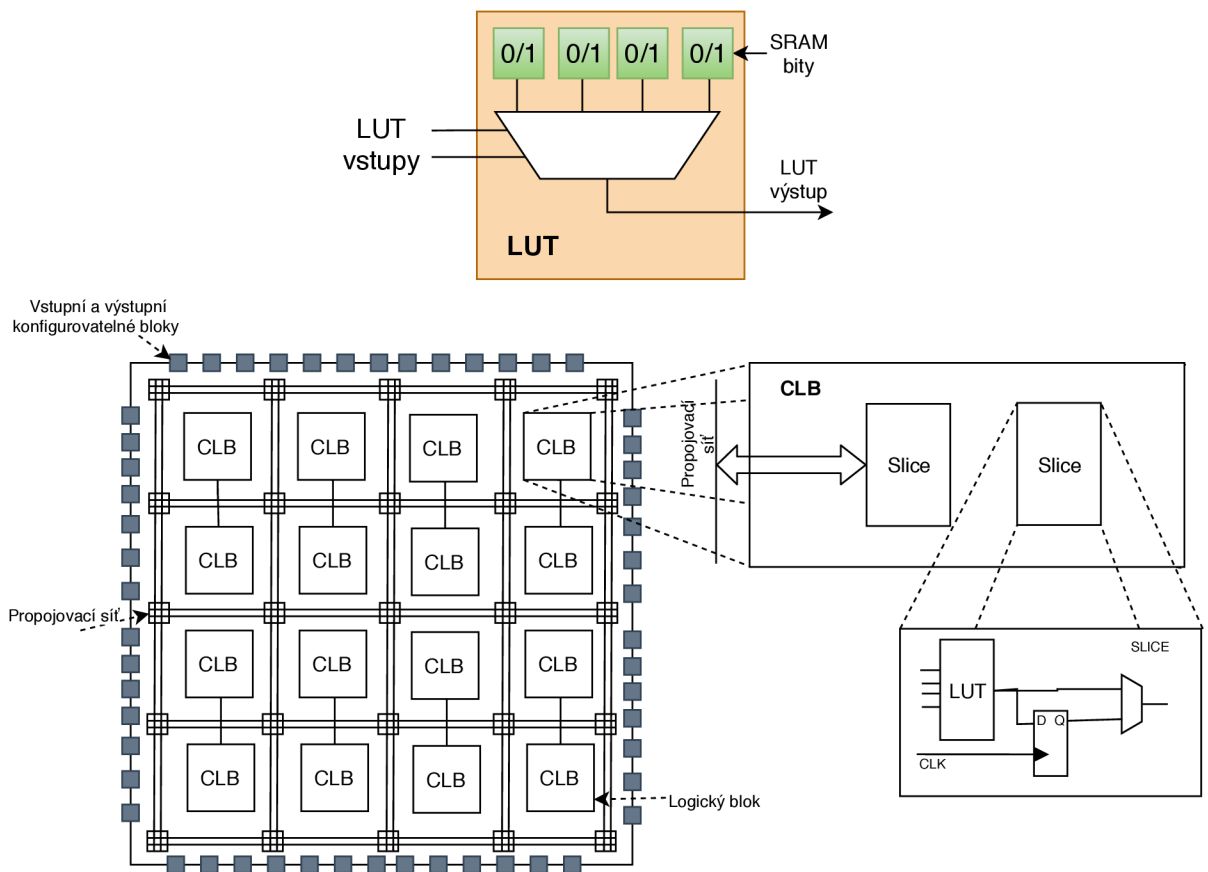 0/1 0/1 0/1 0/1
SRAM
bity
LUT
vstupy
LUT
výstup
LUT
Vstupní a výstupní
konfigurovatelné bloky
CLB
Propojovací
síť
CLB CLB CLB CLB
Slice Slice
CLB CLB CLB CLB
Propojovací síť
SLICE
CLB CLB CLB CLB
LUT
D Q
CLK
CLB CLB CLB CLB
Logický blok